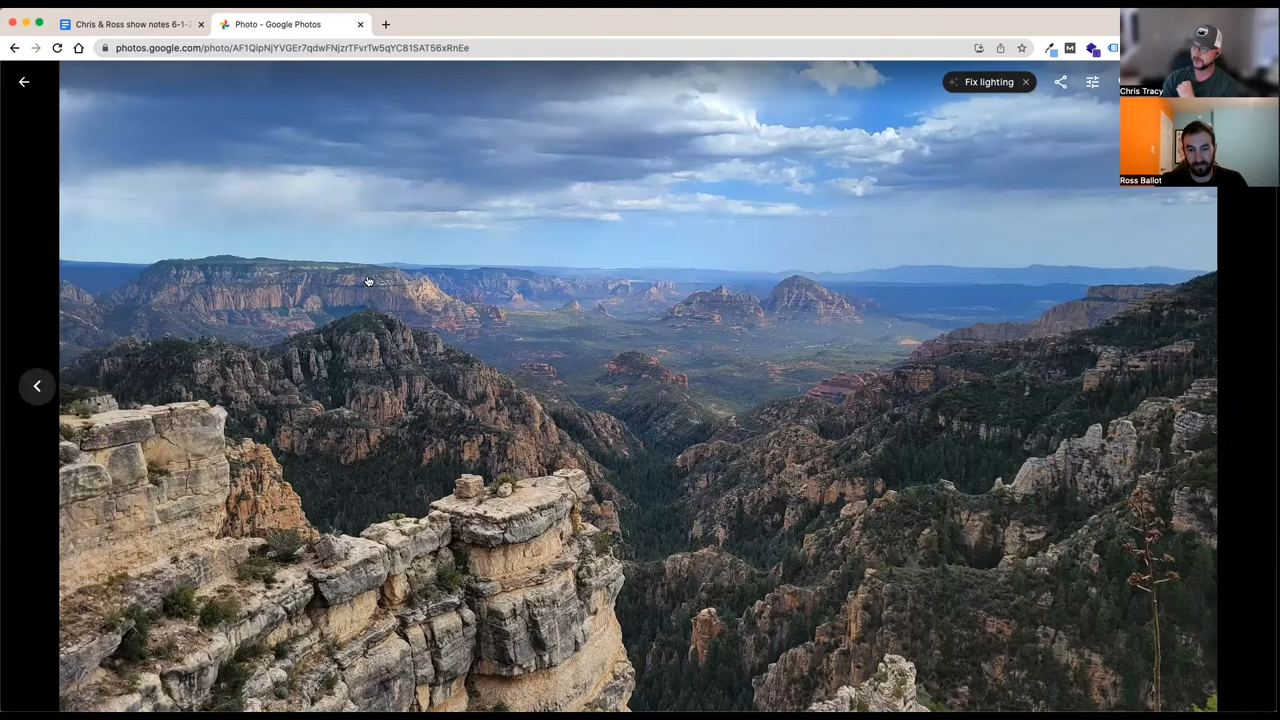 Chris & Ross show notes 6-1-2
Photo - Google Photos
photos.google.com/photo/AF1QipNjYVGEr7qdwFNjzrTFvrTw5qYC81SAT56xRnEe
Fix lighting
Chris Tracy
Ross Ballot